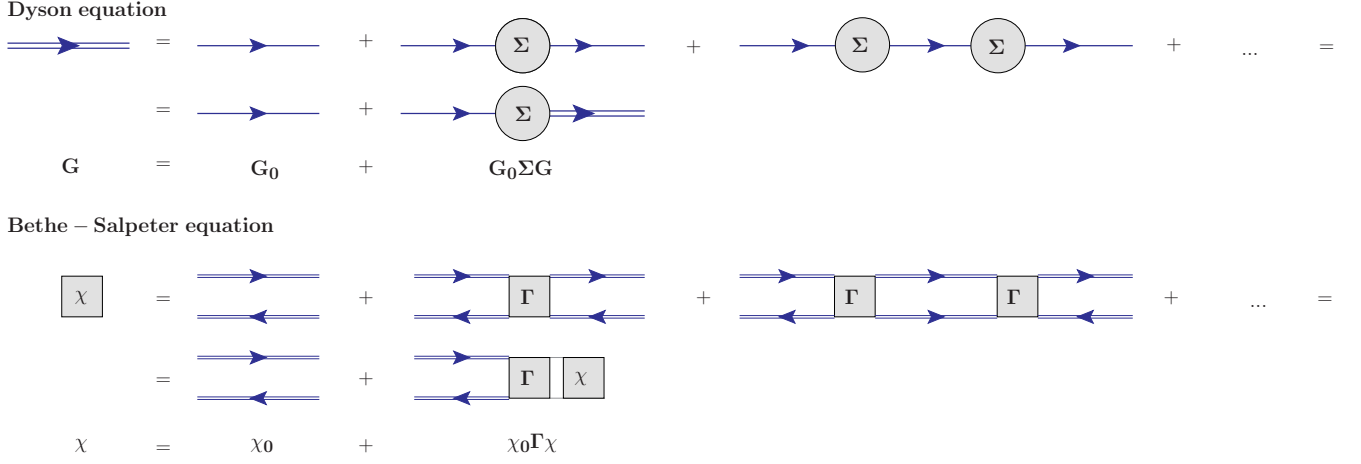 Dyson equation
= + Σ + Σ Σ + ... =
= + Σ
G = G₀ + G₀ΣG
Bethe – Salpeter equation
χ = + Γ + Γ Γ + ... =
= + Γ χ
χ = χ₀ + χ₀Γχ